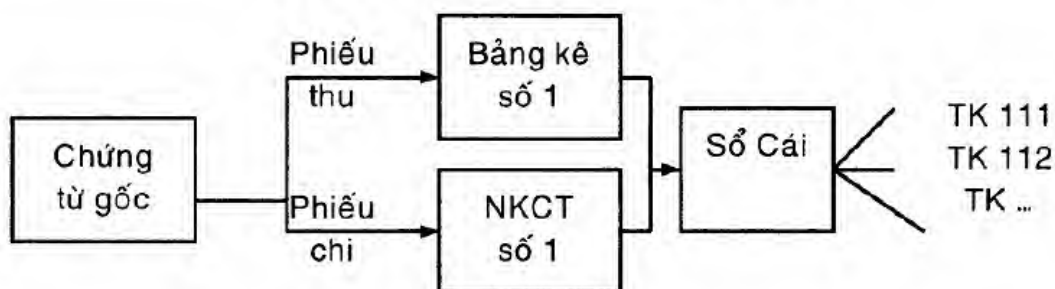 Chứng
từ gốc
Phiếu
thu
Phiếu
chi
Bảng kê
số 1
NKCT
số 1
Sổ Cái
TK 111
TK 112
TK ...